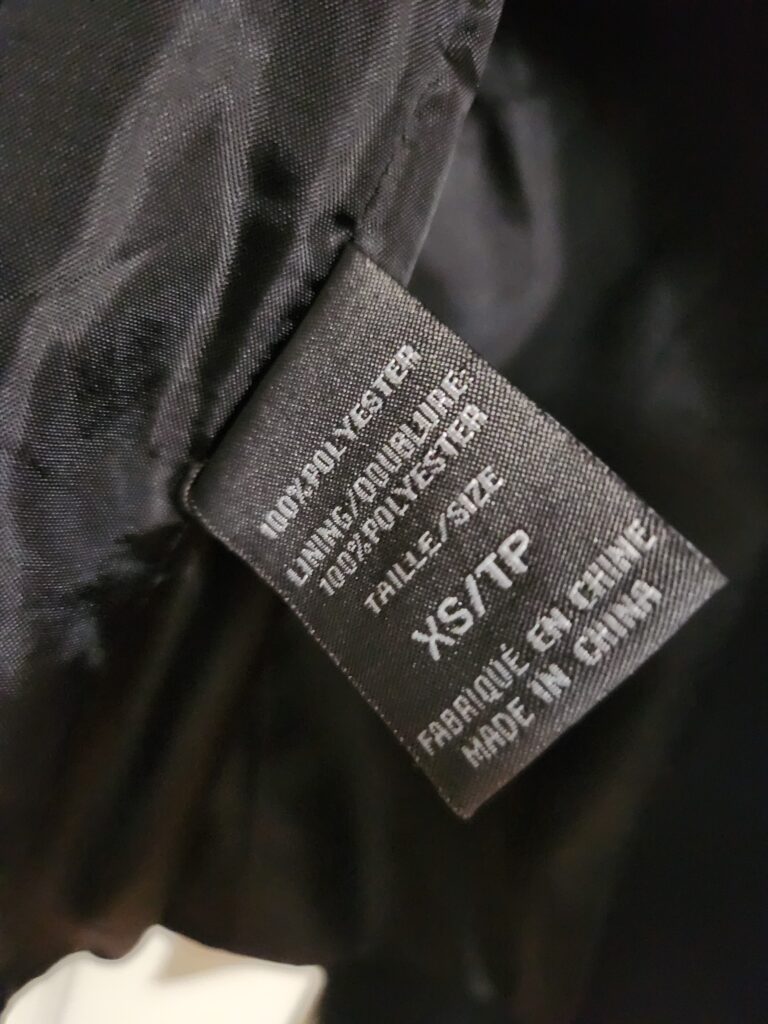 100% POLYESTER
LINING/DOUBLURE:
100% POLYESTER
TAILLE/SIZE
XS/TP
FABRIQUÉ EN CHINE
MADE IN CHINA